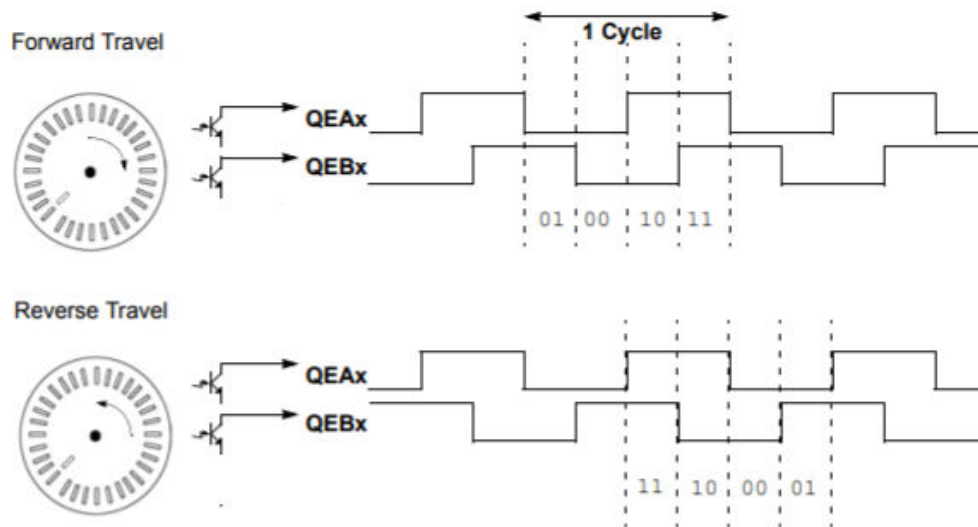 1 Cycle
Forward Travel
QEAx
QEBx
01 00 10 11
Reverse Travel
QEAx
QEBx
11 10 00 01